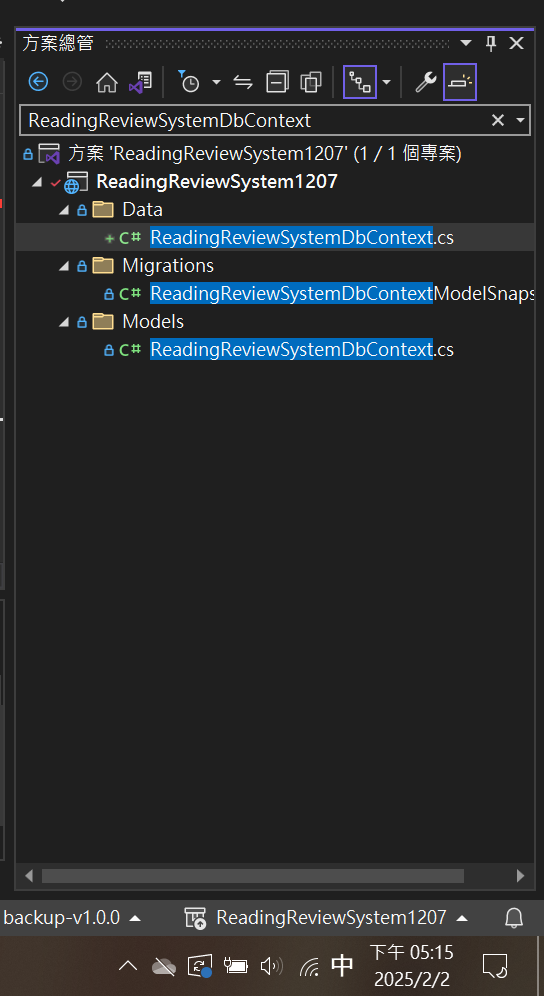 方案總管
ReadingReviewSystemDbContext
方案 'ReadingReviewSystem1207' (1 / 1 個專案)
ReadingReviewSystem1207
Data
C# ReadingReviewSystemDbContext.cs
Migrations
C# ReadingReviewSystemDbContextModelSnaps
Models
C# ReadingReviewSystemDbContext.cs
backup-v1.0.0 ReadingReviewSystem1207
中 下午 05:15
2025/2/2